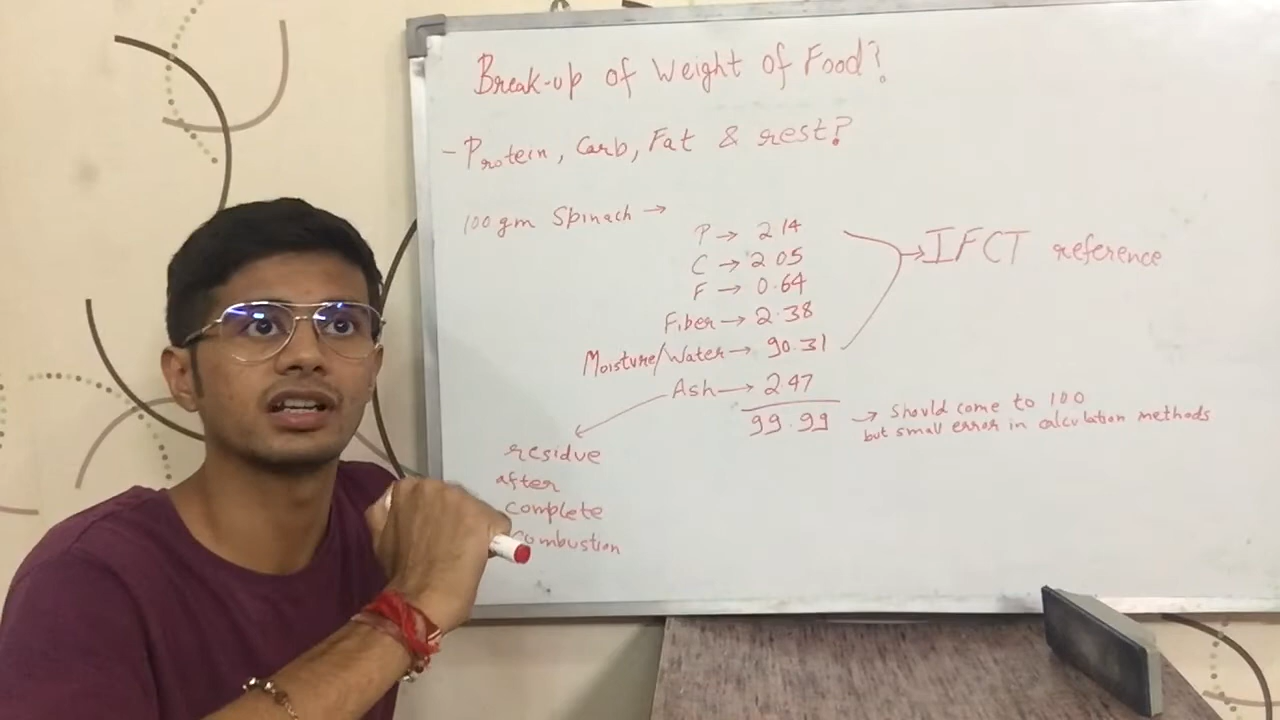 Break-up of Weight of Food?
- Protein, Carb, Fat & rest?
100 gm Spinach →
P → 2.14
C → 2.05
F → 0.64
Fiber → 2.38
Moisture/Water → 90.31
→ IFCT reference
Ash → 2.47
99.99 → Should come to 100
but small error in calculation methods
residue
after
complete
combustion